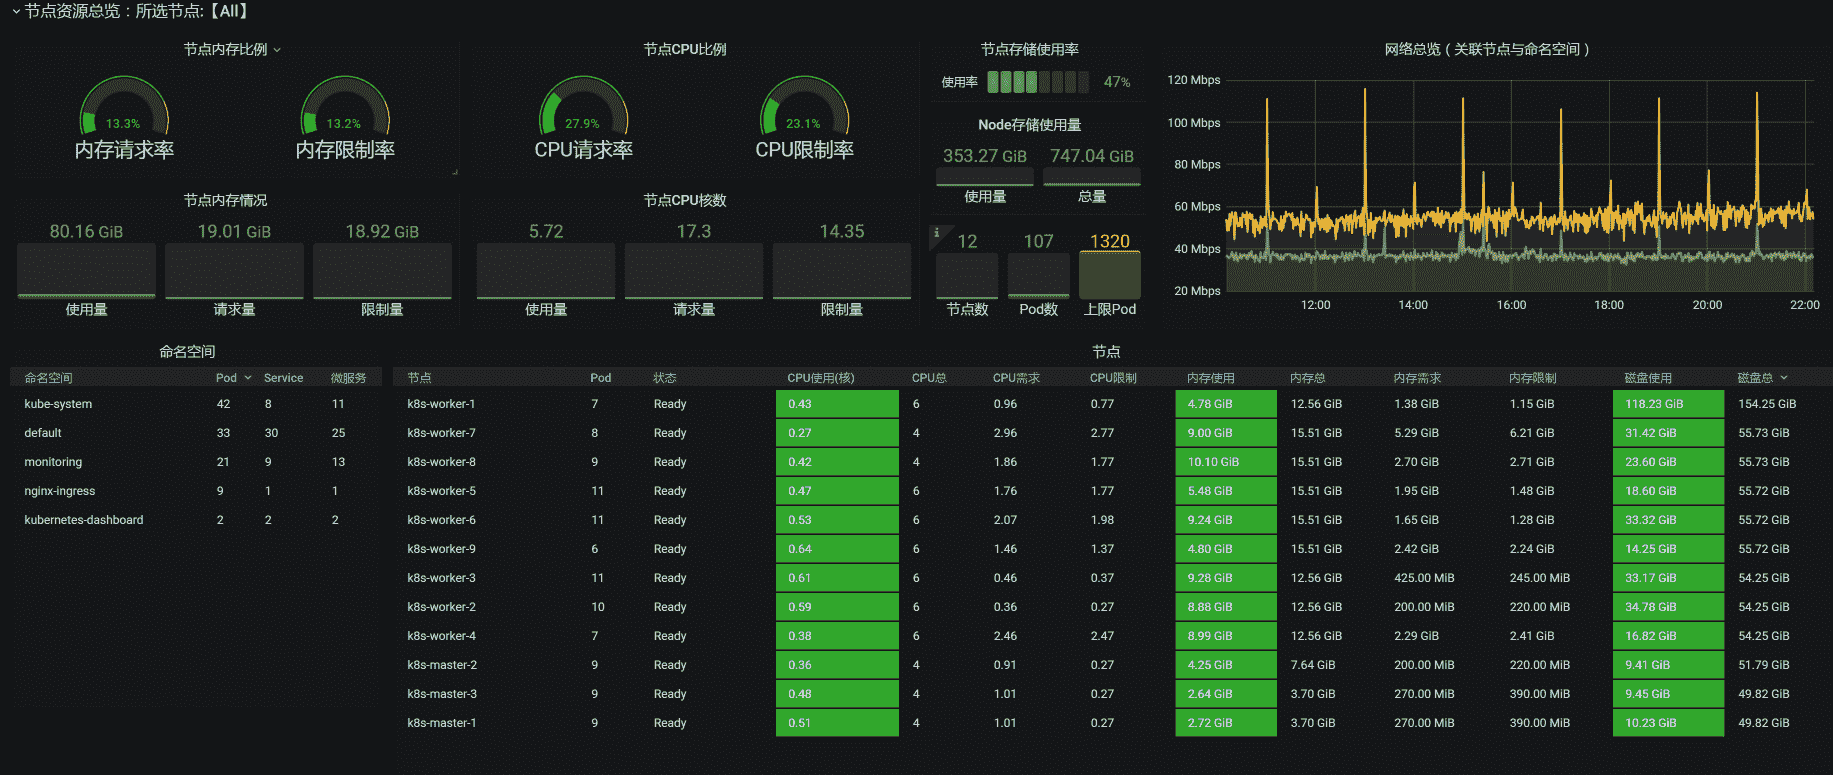 节点资源总览：所选节点:【All】
节点内存比例
13.3%
内存请求率
13.2%
内存限制率
节点CPU比例
27.9%
CPU请求率
23.1%
CPU限制率
节点存储使用率
使用率 47%
Node存储使用量
353.27 GiB 747.04 GiB
使用量 总量
节点内存情况
80.16 GiB 19.01 GiB 18.92 GiB
使用量 请求量 限制量
节点CPU核数
5.72 17.3 14.35
使用量 请求量 限制量
12 107 1320
节点数 Pod数 上限Pod
网络总览（关联节点与命名空间）
120 Mbps
100 Mbps
80 Mbps
60 Mbps
40 Mbps
20 Mbps
12:00 14:00 16:00 18:00 20:00 22:00
命名空间
命名空间 Pod Service 微服务
kube-system 42 8 11
default 33 30 25
monitoring 21 9 13
nginx-ingress 9 1 1
kubernetes-dashboard 2 2 2
节点
节点 Pod 状态 CPU使用(核) CPU总 CPU需求 CPU限制 内存使用 内存总 内存需求 内存限制 磁盘使用 磁盘总
k8s-worker-1 7 Ready 0.43 6 0.96 0.77 4.78 GiB 12.56 GiB 1.38 GiB 1.15 GiB 118.23 GiB 154.25 GiB
k8s-worker-7 8 Ready 0.27 4 2.96 2.77 9.00 GiB 15.51 GiB 5.29 GiB 6.21 GiB 31.42 GiB 55.73 GiB
k8s-worker-8 9 Ready 0.42 4 1.86 1.77 10.10 GiB 15.51 GiB 2.70 GiB 2.71 GiB 23.60 GiB 55.73 GiB
k8s-worker-5 11 Ready 0.47 6 1.76 1.77 5.48 GiB 15.51 GiB 1.95 GiB 1.48 GiB 18.60 GiB 55.72 GiB
k8s-worker-6 11 Ready 0.53 6 2.07 1.98 9.24 GiB 15.51 GiB 1.65 GiB 1.28 GiB 33.32 GiB 55.72 GiB
k8s-worker-9 6 Ready 0.64 6 1.46 1.37 4.80 GiB 15.51 GiB 2.42 GiB 2.24 GiB 14.25 GiB 55.72 GiB
k8s-worker-3 11 Ready 0.61 6 0.46 0.37 9.28 GiB 12.56 GiB 425.00 MiB 245.00 MiB 33.17 GiB 54.25 GiB
k8s-worker-2 10 Ready 0.59 6 0.36 0.27 8.88 GiB 12.56 GiB 200.00 MiB 220.00 MiB 34.78 GiB 54.25 GiB
k8s-worker-4 7 Ready 0.38 6 2.46 2.47 8.99 GiB 12.56 GiB 2.29 GiB 2.41 GiB 16.82 GiB 54.25 GiB
k8s-master-2 9 Ready 0.36 4 0.91 0.27 4.25 GiB 7.64 GiB 200.00 MiB 220.00 MiB 9.41 GiB 51.79 GiB
k8s-master-3 9 Ready 0.48 4 1.01 0.27 2.64 GiB 3.70 GiB 270.00 MiB 390.00 MiB 9.45 GiB 49.82 GiB
k8s-master-1 9 Ready 0.51 4 1.01 0.27 2.72 GiB 3.70 GiB 270.00 MiB 390.00 MiB 10.23 GiB 49.82 GiB